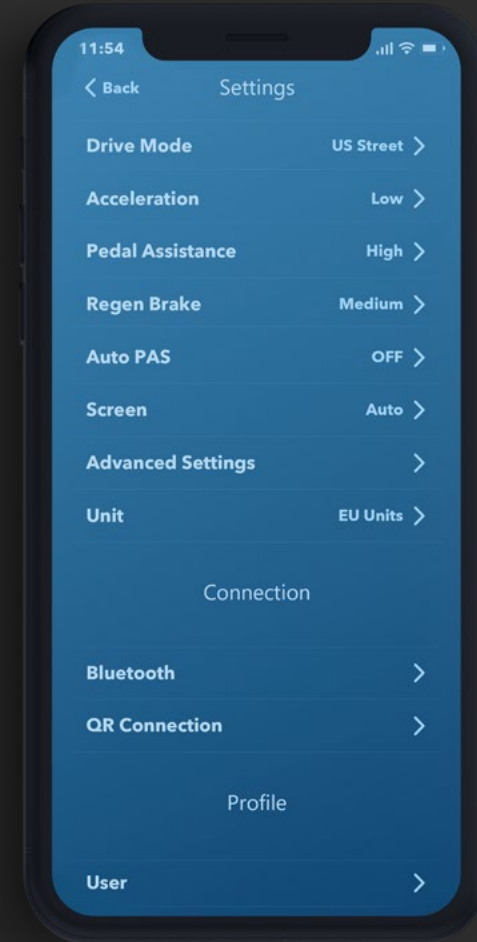 11:54
Back Settings
Drive Mode US Street
Acceleration Low
Pedal Assistance High
Regen Brake Medium
Auto PAS OFF
Screen Auto
Advanced Settings
Unit EU Units
Connection
Bluetooth
QR Connection
Profile
User